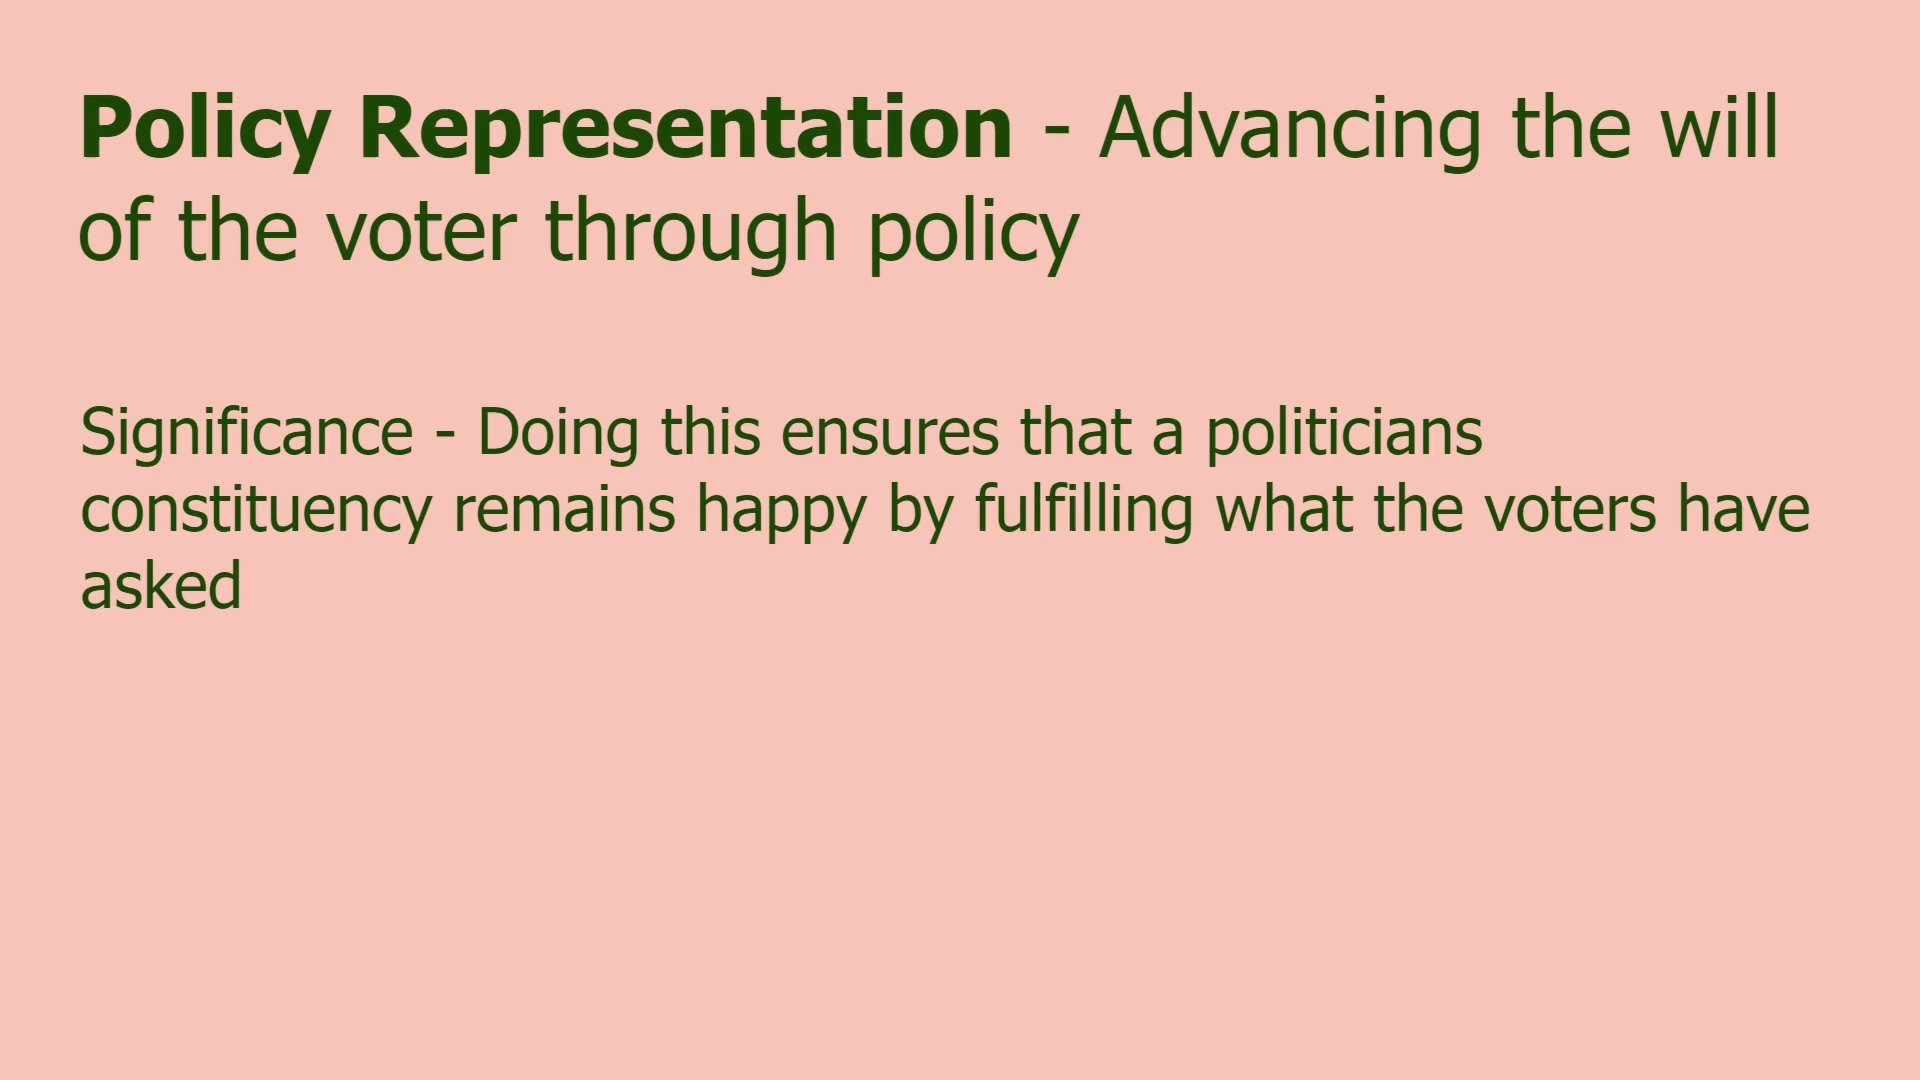 Policy Representation - Advancing the will
of the voter through policy
Significance - Doing this ensures that a politicians
constituency remains happy by fulfilling what the voters have
asked